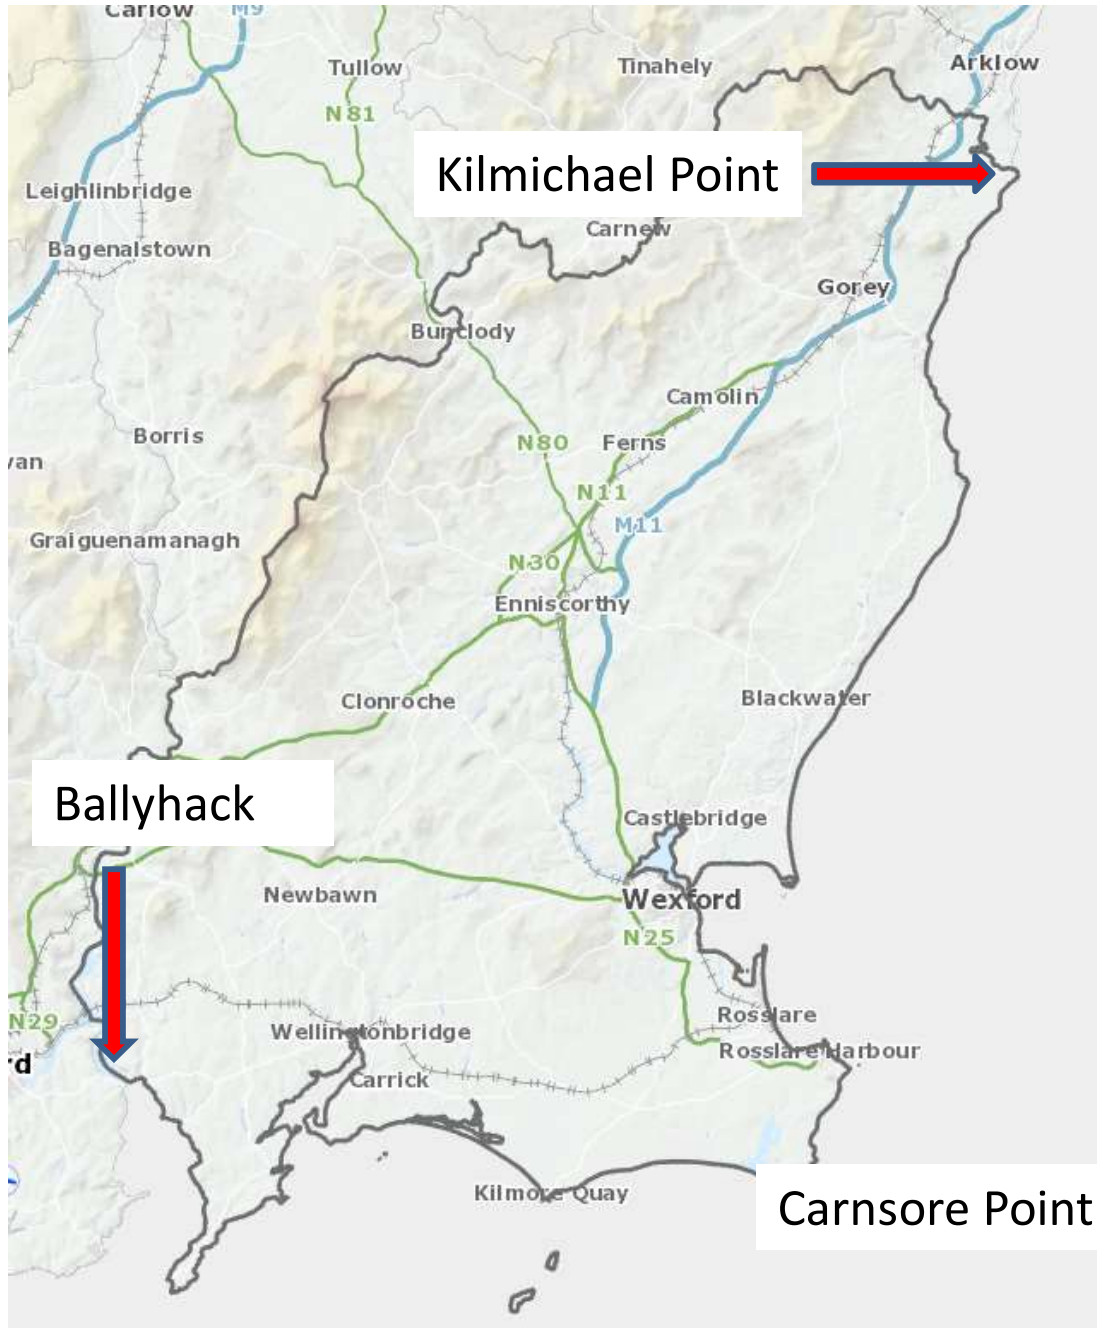 Carlow
M9
Tullow
Tinahely
Arklow
N81
Kilmichael Point
Leighlinbridge
Carnew
Bagenalstown
Gorey
Bunclody
Camolin
Borris
N80
Ferns
van
N11
M11
Graiguenamanagh
N30
Enniscorthy
Clonroche
Blackwater
Ballyhack
Castlebridge
Newbawn
Wexford
N25
N29
Rosslare
Wellingtonbridge
rd
Rosslare Harbour
Carrick
Kilmore Quay
Carnsore Point